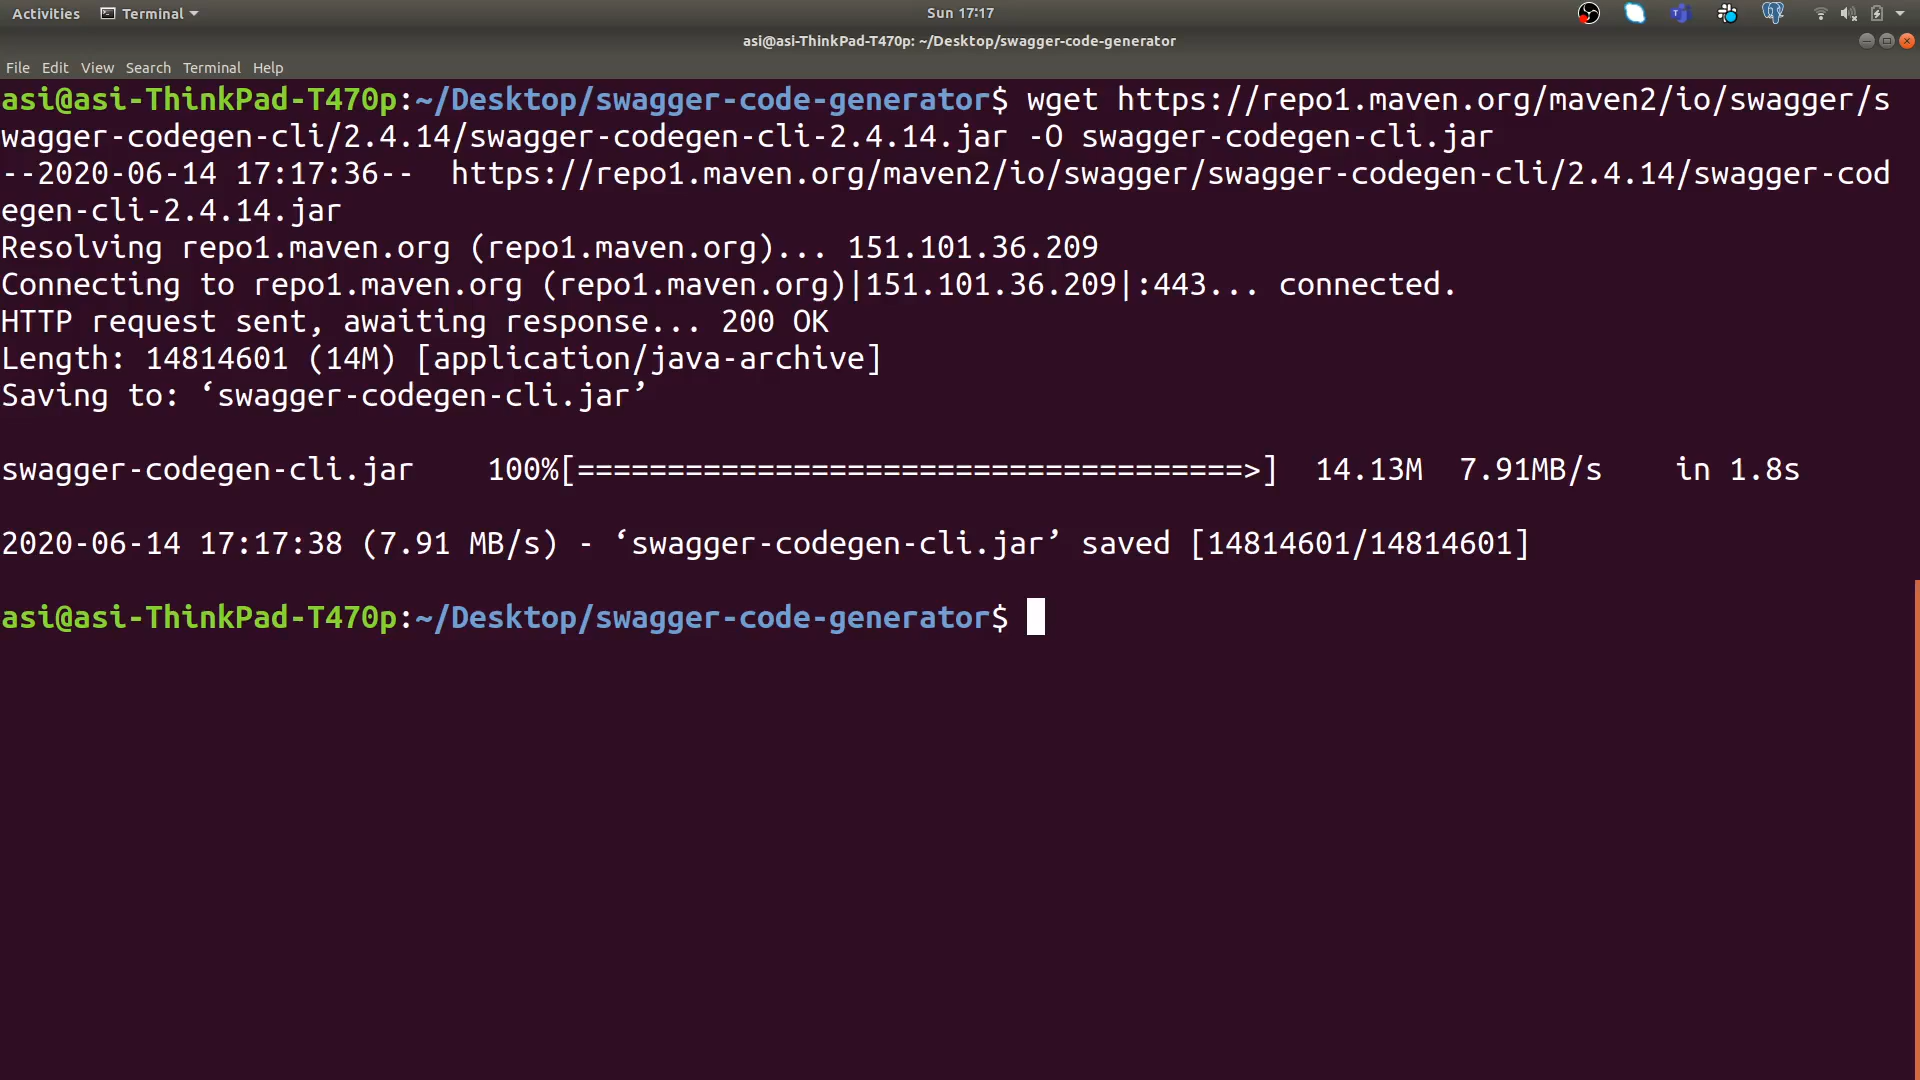 Activities Terminal Sun 17:17
asi@asi-ThinkPad-T470p: ~/Desktop/swagger-code-generator
File Edit View Search Terminal Help
asi@asi-ThinkPad-T470p:~/Desktop/swagger-code-generator$ wget https://repo1.maven.org/maven2/io/swagger/s
wagger-codegen-cli/2.4.14/swagger-codegen-cli-2.4.14.jar -O swagger-codegen-cli.jar
--2020-06-14 17:17:36--  https://repo1.maven.org/maven2/io/swagger/swagger-codegen-cli/2.4.14/swagger-cod
egen-cli-2.4.14.jar
Resolving repo1.maven.org (repo1.maven.org)... 151.101.36.209
Connecting to repo1.maven.org (repo1.maven.org)|151.101.36.209|:443... connected.
HTTP request sent, awaiting response... 200 OK
Length: 14814601 (14M) [application/java-archive]
Saving to: ‘swagger-codegen-cli.jar’
swagger-codegen-cli.jar    100%[=====================================>]  14.13M  7.91MB/s    in 1.8s
2020-06-14 17:17:38 (7.91 MB/s) - ‘swagger-codegen-cli.jar’ saved [14814601/14814601]
asi@asi-ThinkPad-T470p:~/Desktop/swagger-code-generator$